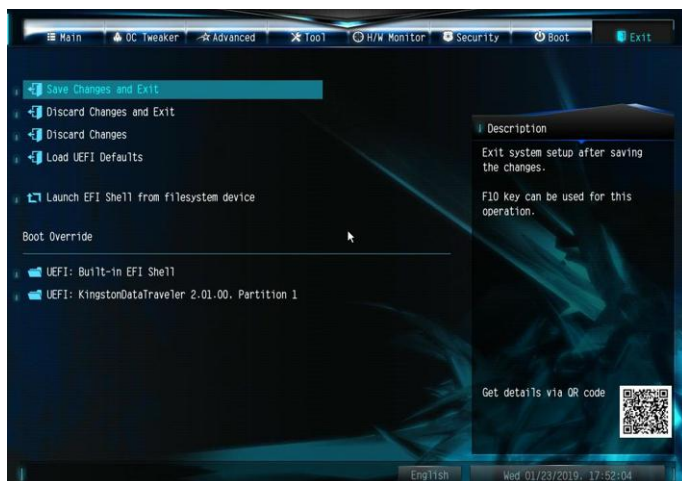 Main
OC Tweaker
Advanced
Tool
H/W Monitor
Security
Boot
Exit
Save Changes and Exit
Discard Changes and Exit
Discard Changes
Load UEFI Defaults
Launch EFI Shell from filesystem device
Boot Override
UEFI: Built-in EFI Shell
UEFI: KingstonDataTraveler 2.01.00. Partition 1
Description
Exit system setup after saving
the changes.
F10 key can be used for this
operation.
Get details via QR code
English
Wed 01/23/2019. 17:52:04